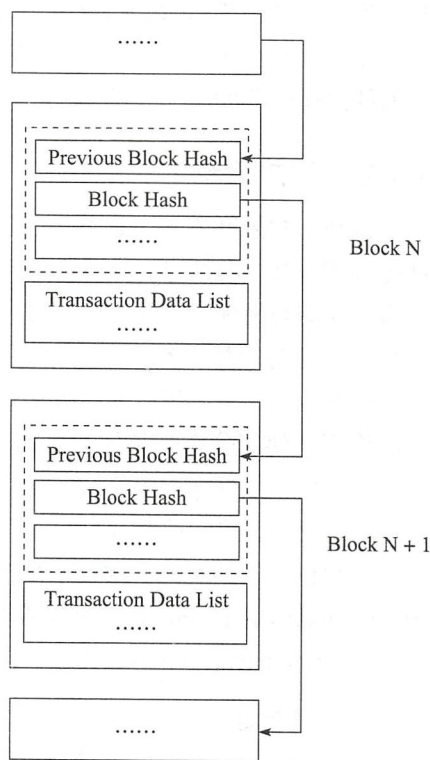 ……
Previous Block Hash
Block Hash
……
Block N
Transaction Data List
……
Previous Block Hash
Block Hash
……
Block N + 1
Transaction Data List
……
……